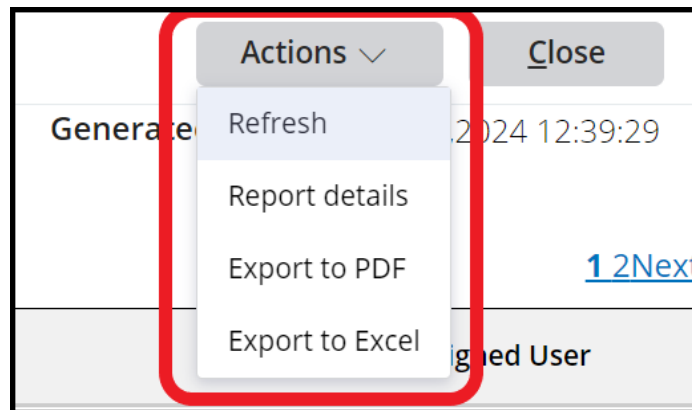 Actions Close
Generate ,2024 12:39:29
Refresh
Report details
Export to PDF
1 2Next
Export to Excel
igned User